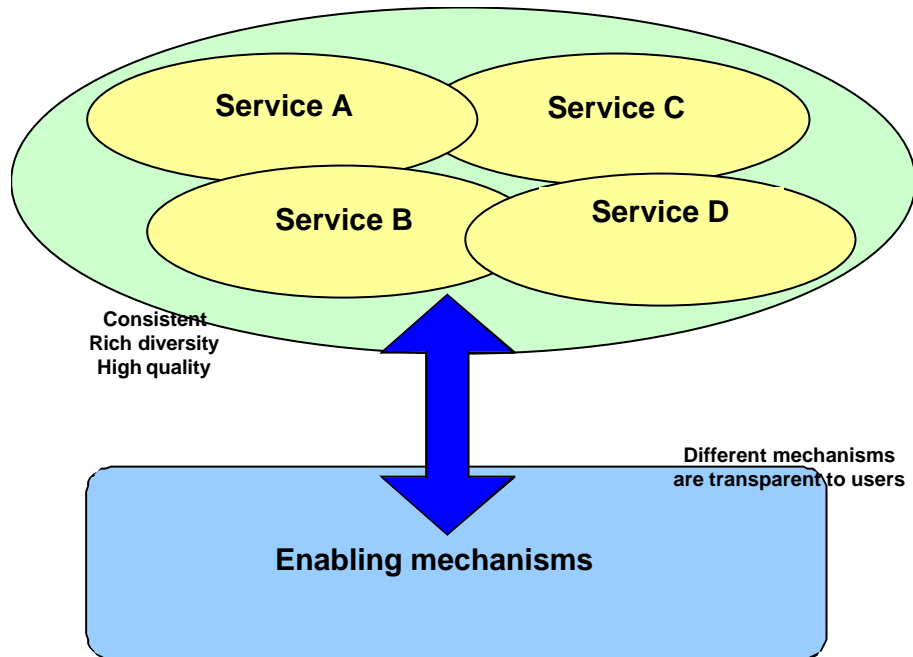 Service A
Service C
Service B
Service D
Consistent
Rich diversity
High quality
Different mechanisms
are transparent to users
Enabling mechanisms